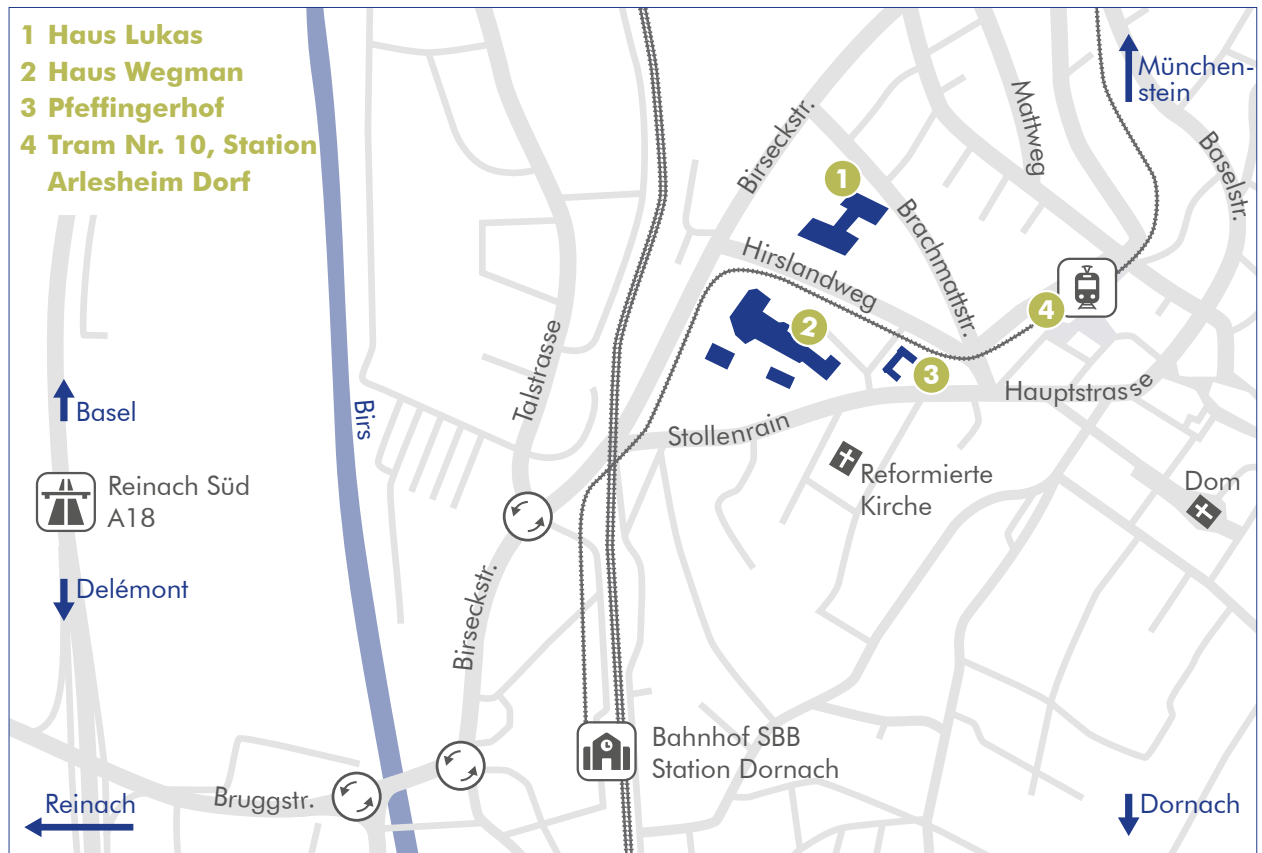 1 Haus Lukas
2 Haus Wegman
3 Pfeffingerhof
4 Tram Nr. 10, Station
Arlesheim Dorf
München-
stein
Baselstr.
Mattweg
Birseckstr.
1
Brachmattstr.
Hirslandweg
4
2
3
Hauptstrasse
Talstrasse
Stollenrain
Basel
Birs
Reinach Süd
A18
Reformierte
Kirche
Dom
Delémont
Birseckstr.
Bahnhof SBB
Station Dornach
Bruggstr.
Reinach
Dornach